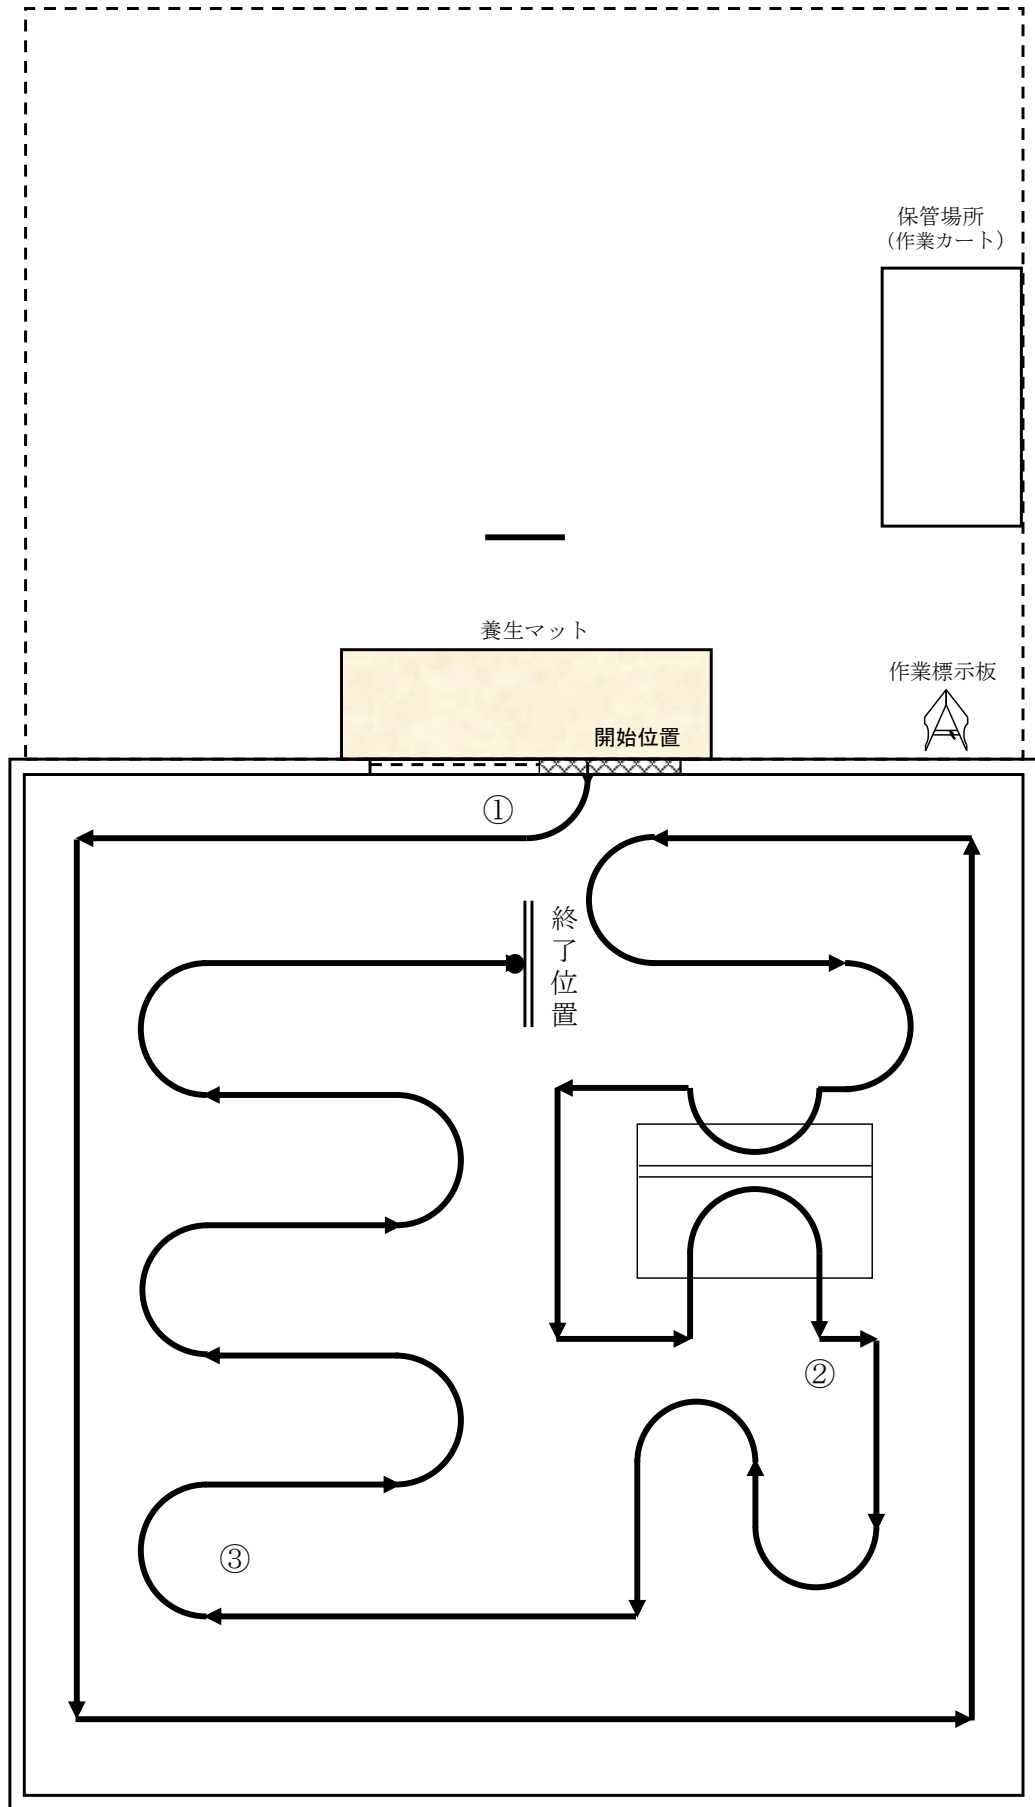 保管場所
（作業カート）
養生マット
作業標示板
開始位置
①
終了位置
②
③